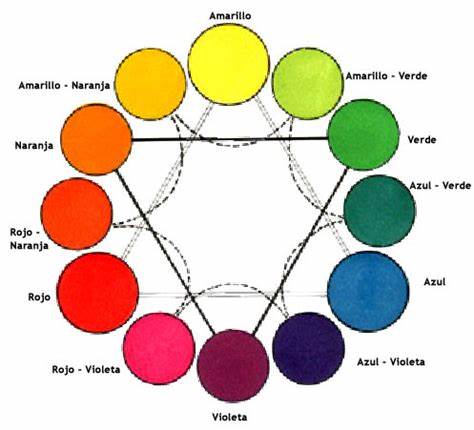 Amarillo
Amarillo - Naranja
Amarillo - Verde
Naranja
Verde
Azul - Verde
Rojo -
Naranja
Rojo
Azul
Rojo - Violeta
Azul - Violeta
Violeta